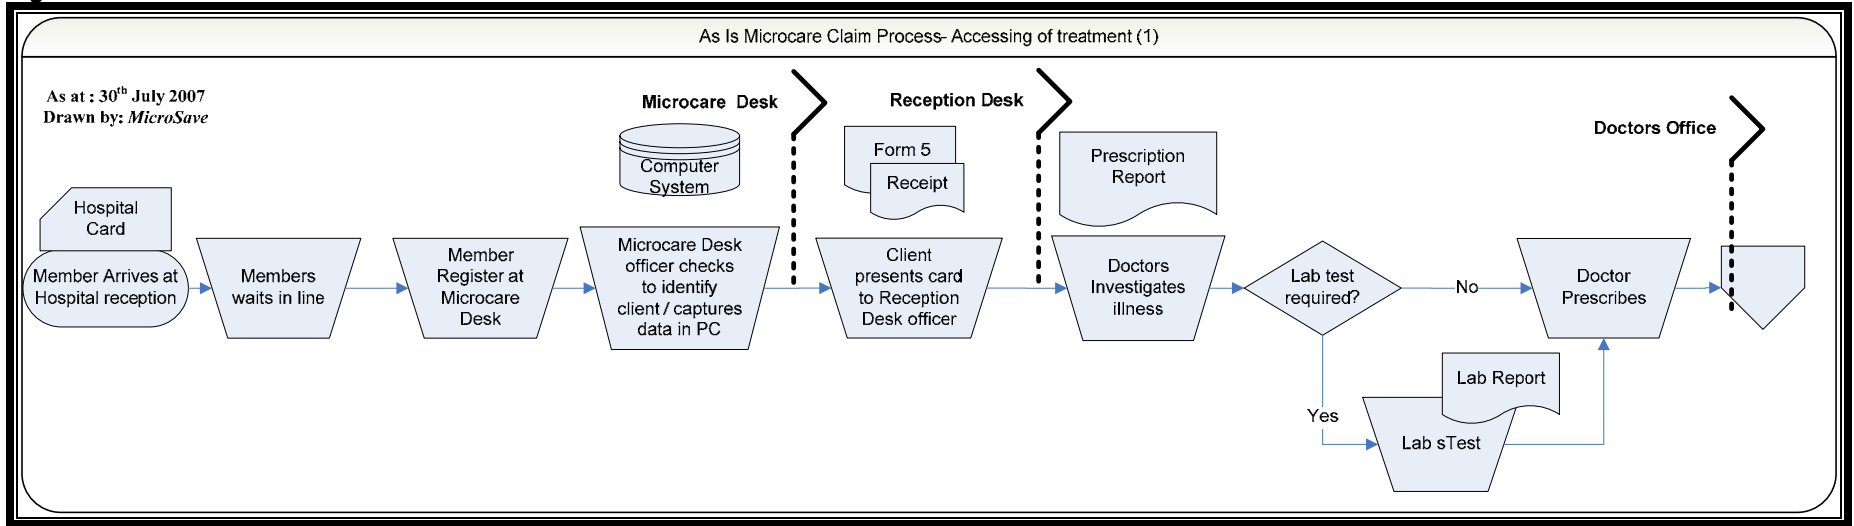 As Is Microcare Claim Process– Accessing of treatment (1)
As at : 30th July 2007
Drawn by: MicroSave
Microcare Desk
Reception Desk
Doctors Office
Computer
System
Form 5
Receipt
Prescription
Report
Hospital
Card
Member Arrives at
Hospital reception
Members
waits in line
Member
Register at
Microcare
Desk
Microcare Desk
officer checks
to identify
client / captures
data in PC
Client
presents card
to Reception
Desk officer
Doctors
Investigates
illness
Lab test
required?
No
Doctor
Prescribes
Yes
Lab Report
Lab sTest